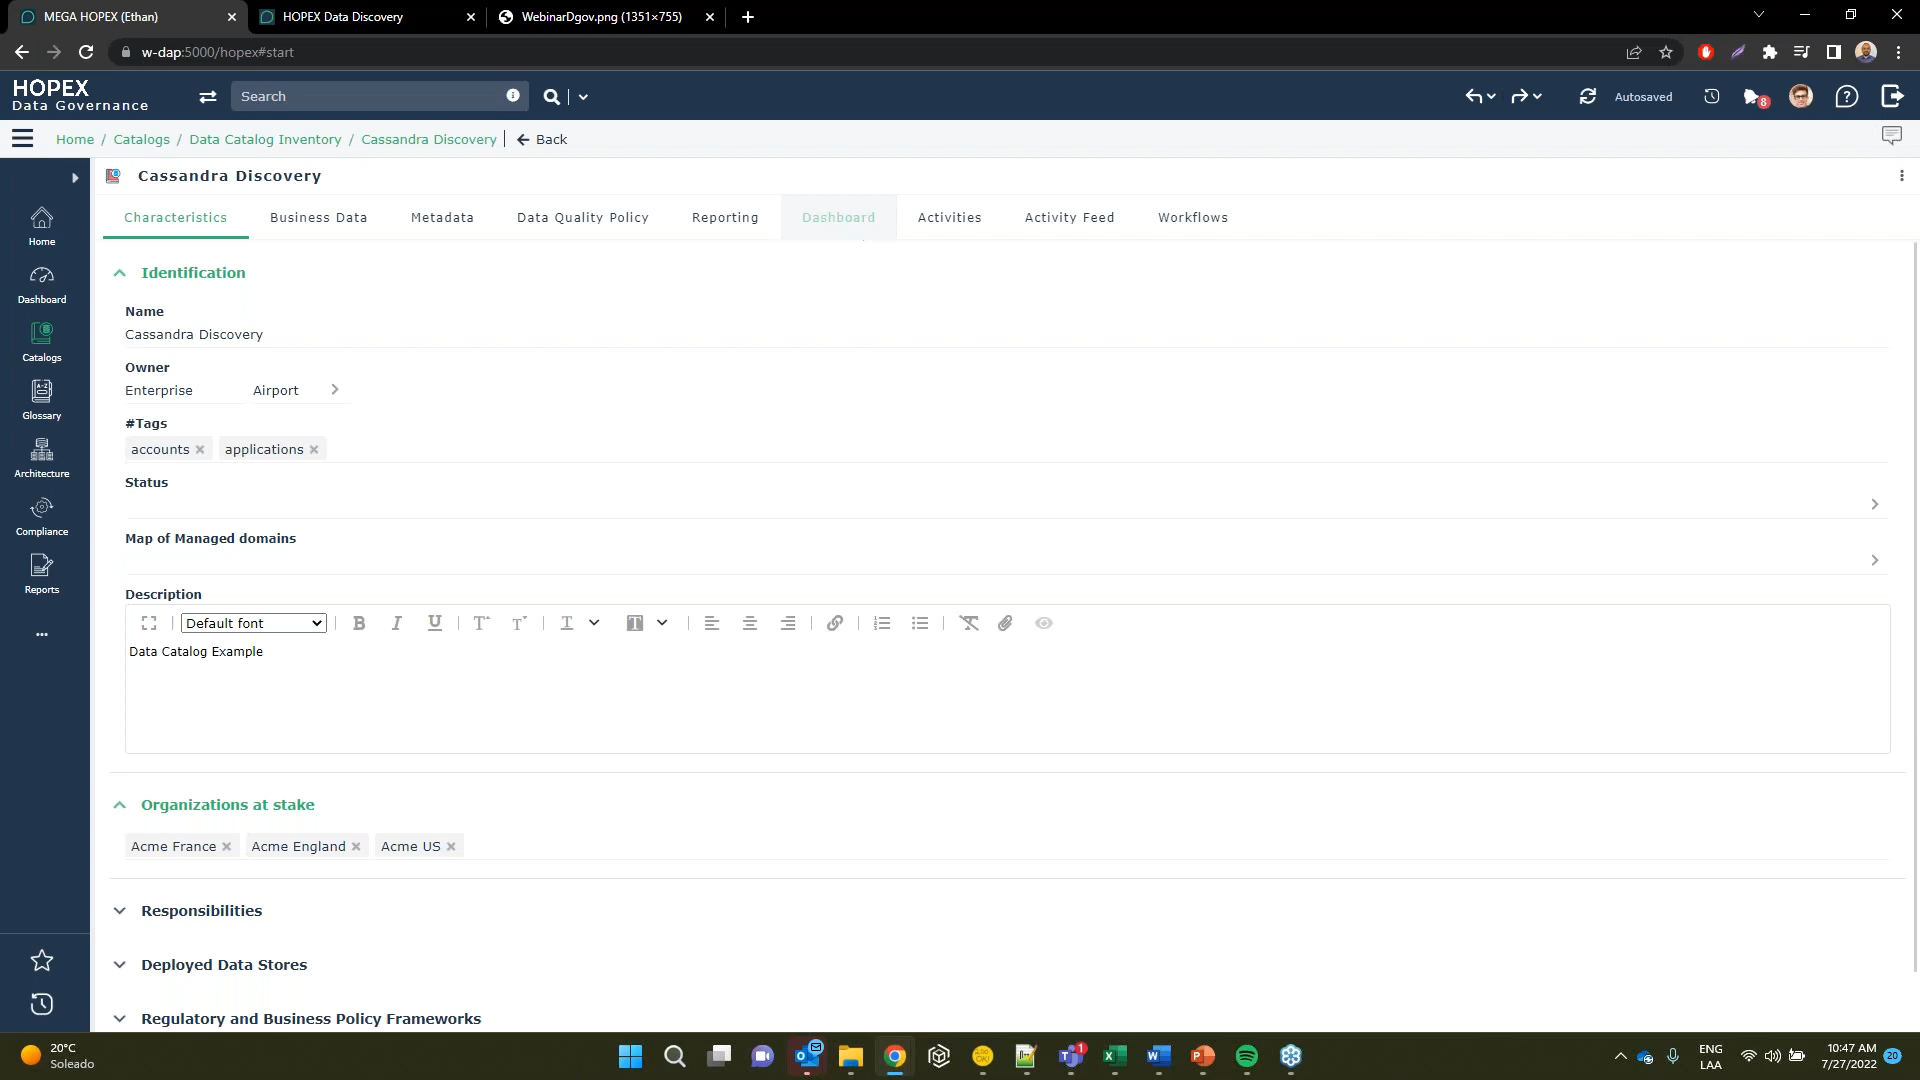 MEGA HOPEX (Ethan)
HOPEX Data Discovery
WebinarDgov.png (1351×755)
w-dap:5000/hopex#start
HOPEX
Data Governance
Search
Autosaved
8
Home / Catalogs / Data Catalog Inventory / Cassandra Discovery
Back
Cassandra Discovery
Characteristics
Business Data
Metadata
Data Quality Policy
Reporting
Dashboard
Activities
Activity Feed
Workflows
Home
Dashboard
Catalogs
Glossary
Architecture
Compliance
Reports
Identification
Name
Cassandra Discovery
Owner
Enterprise
Airport
#Tags
accounts
applications
Status
Map of Managed domains
Description
Default font
Data Catalog Example
Organizations at stake
Acme France
Acme England
Acme US
Responsibilities
Deployed Data Stores
Regulatory and Business Policy Frameworks
20°C
Soleado
1
ENG
LAA
10:47 AM
7/27/2022
20